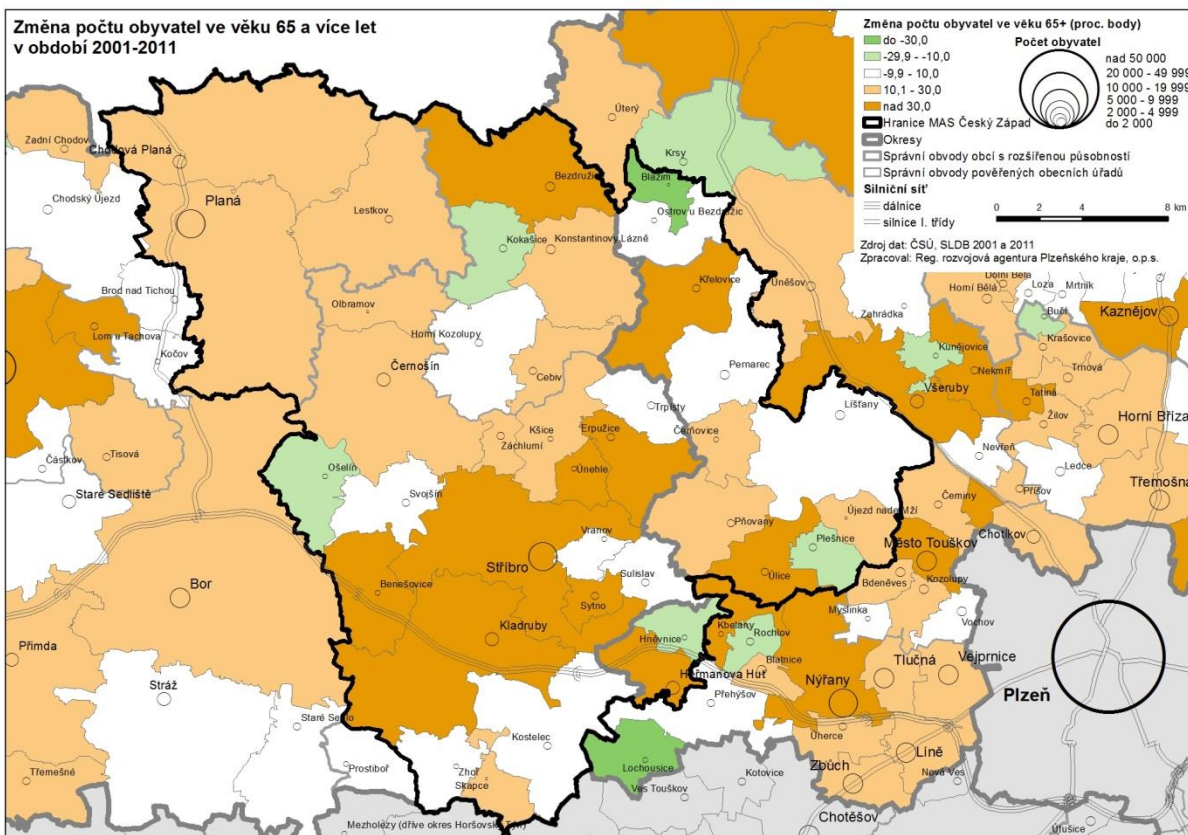 Změna počtu obyvatel ve věku 65 a více let
v období 2001-2011
Změna počtu obyvatel ve věku 65+ (proc. body)
do -30,0
-29,9 - -10,0
-9,9 - 10,0
10,1 - 30,0
nad 30,0
Hranice MAS Český Západ
Okresy
Správní obvody obcí s rozšířenou působností
Správní obvody pověřených obecních úřadů
Silniční síť
dálnice
silnice I. třídy
Počet obyvatel
nad 50 000
20 000 - 49 999
10 000 - 19 999
5 000 - 9 999
2 000 - 4 999
do 2 000
0 2 4 8 km
Zdroj dat: ČSÚ, SLDB 2001 a 2011
Zpracoval: Reg. rozvojová agentura Plzeňského kraje, o.p.s.
Úterý
Zadní Chodov
Chodová Planá
Krsy
Blažim
Bezdružice
Chodský Újezd
Planá
Lestkov
Ostrov u Bezdružic
Kokašice
Konstantinovy Lázně
Křelovice
Úněšov
Dolní Bělá
Horní Bělá
Loza
Mrtník
Brod nad Tichou
Olbramov
Zahrádka
Bučí
Kaznějov
Lom u Tachova
Horní Kozolupy
Krašovice
Kočov
Kunějovice
Černošín
Cebiv
Pernarec
Nekmíř
Trnová
Všeruby
Tatiná
Trpísty
Líšťany
Žilov
Horní Bříza
Kšice
Erpužice
Čerňovice
Záchlumí
Nevřeň
Částkov
Tisová
Únehle
Ledce
Ošelín
Staré Sedliště
Svojšín
Příšov
Třemošná
Čeminy
Pňovany
Újezd nade Mží
Vranov
Chotíkov
Plešnice
Město Touškov
Stříbro
Bor
Benešovice
Sulislav
Úlice
Bdeněves
Kozolupy
Sytno
Myslinka
Vochov
Kladruby
Hněvnice
Kbelany
Rochlov
Přímda
Blatnice
Tlučná
Vejprnice
Heřmanova Huť
Stráž
Přehýšov
Nýřany
Plzeň
Staré Sedlo
Úherce
Kostelec
Líně
Prostiboř
Zhoř
Lochousice
Zbůch
Třemešné
Skapce
Kotovice
Nová Ves
Ves Touškov
Chotěšov
Mezholezy (dříve okres Horšovský Týn)
Útušice